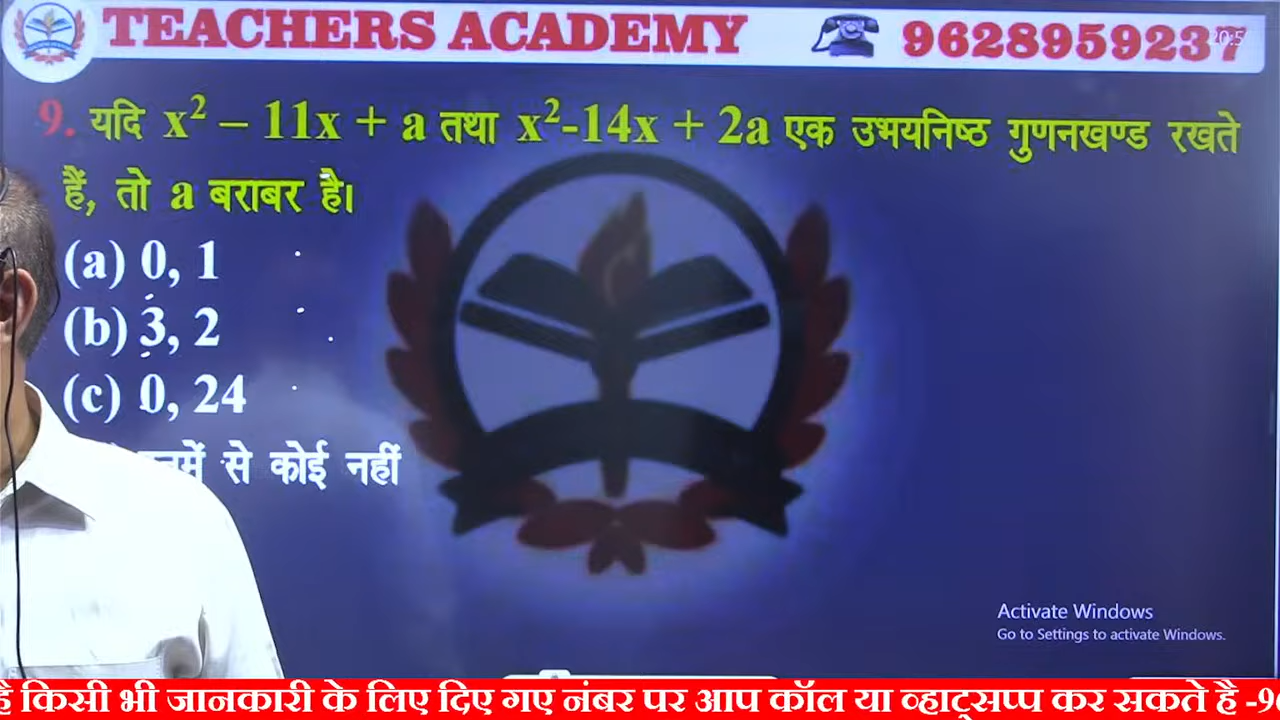 TEACHERS ACADEMY
9628959237
9. यदि x² – 11x + a तथा x²-14x + 2a एक उभयनिष्ठ गुणनखण्ड रखते
हैं, तो a बराबर है।
(a) 0, 1
(b) 3, 2
(c) 0, 24
से कोई नहीं
Activate Windows
Go to Settings to activate Windows.
है किसी भी जानकारी के लिए दिए गए नंबर पर आप कॉल या व्हाट्सप्प कर सकते है -9